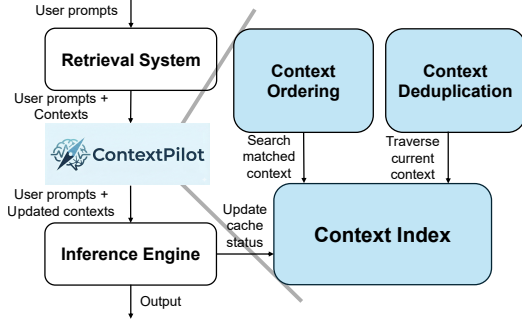 User prompts
Retrieval System
User prompts +
Contexts
ContextPilot
User prompts +
Updated contexts
Inference Engine
Output
Context
Ordering
Context
Deduplication
Search
matched
context
Traverse
current
context
Update
cache
status
Context Index